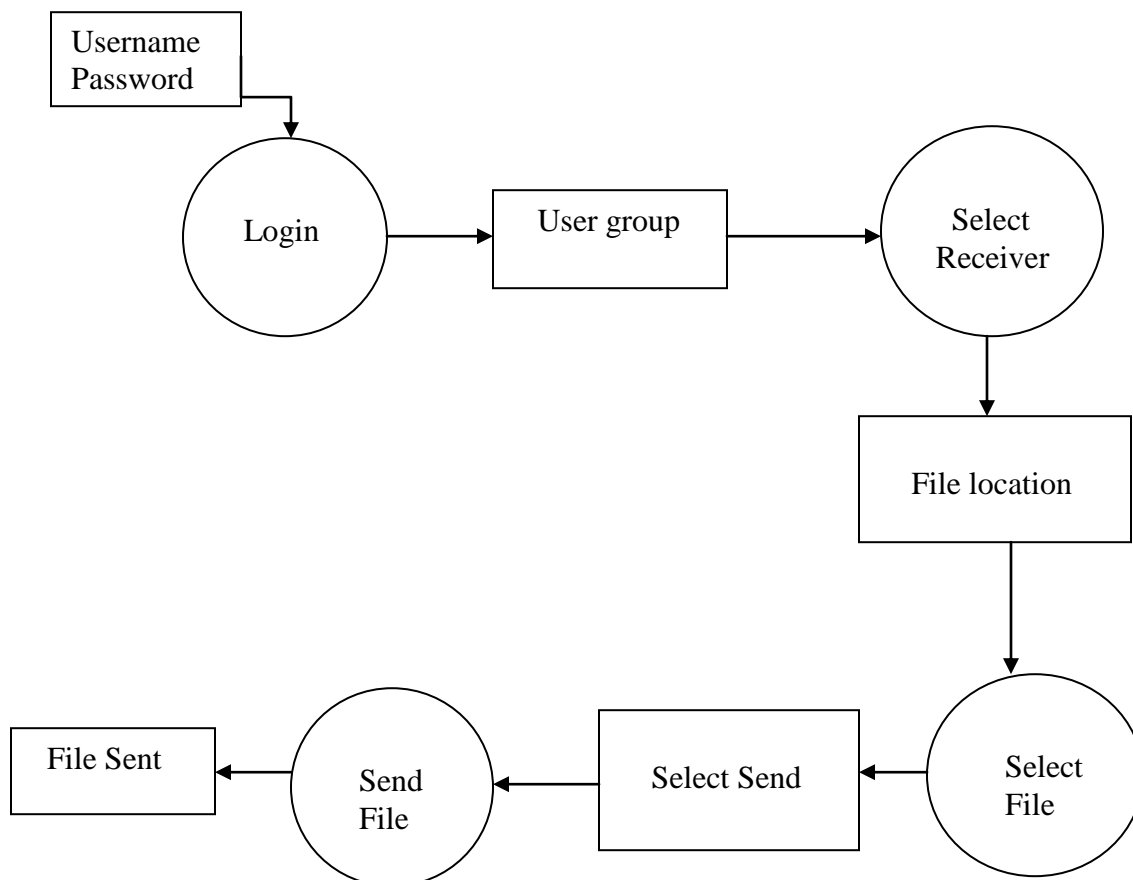 Username
Password
Login
User group
Select
Receiver
File location
Select
File
Select Send
Send
File
File Sent